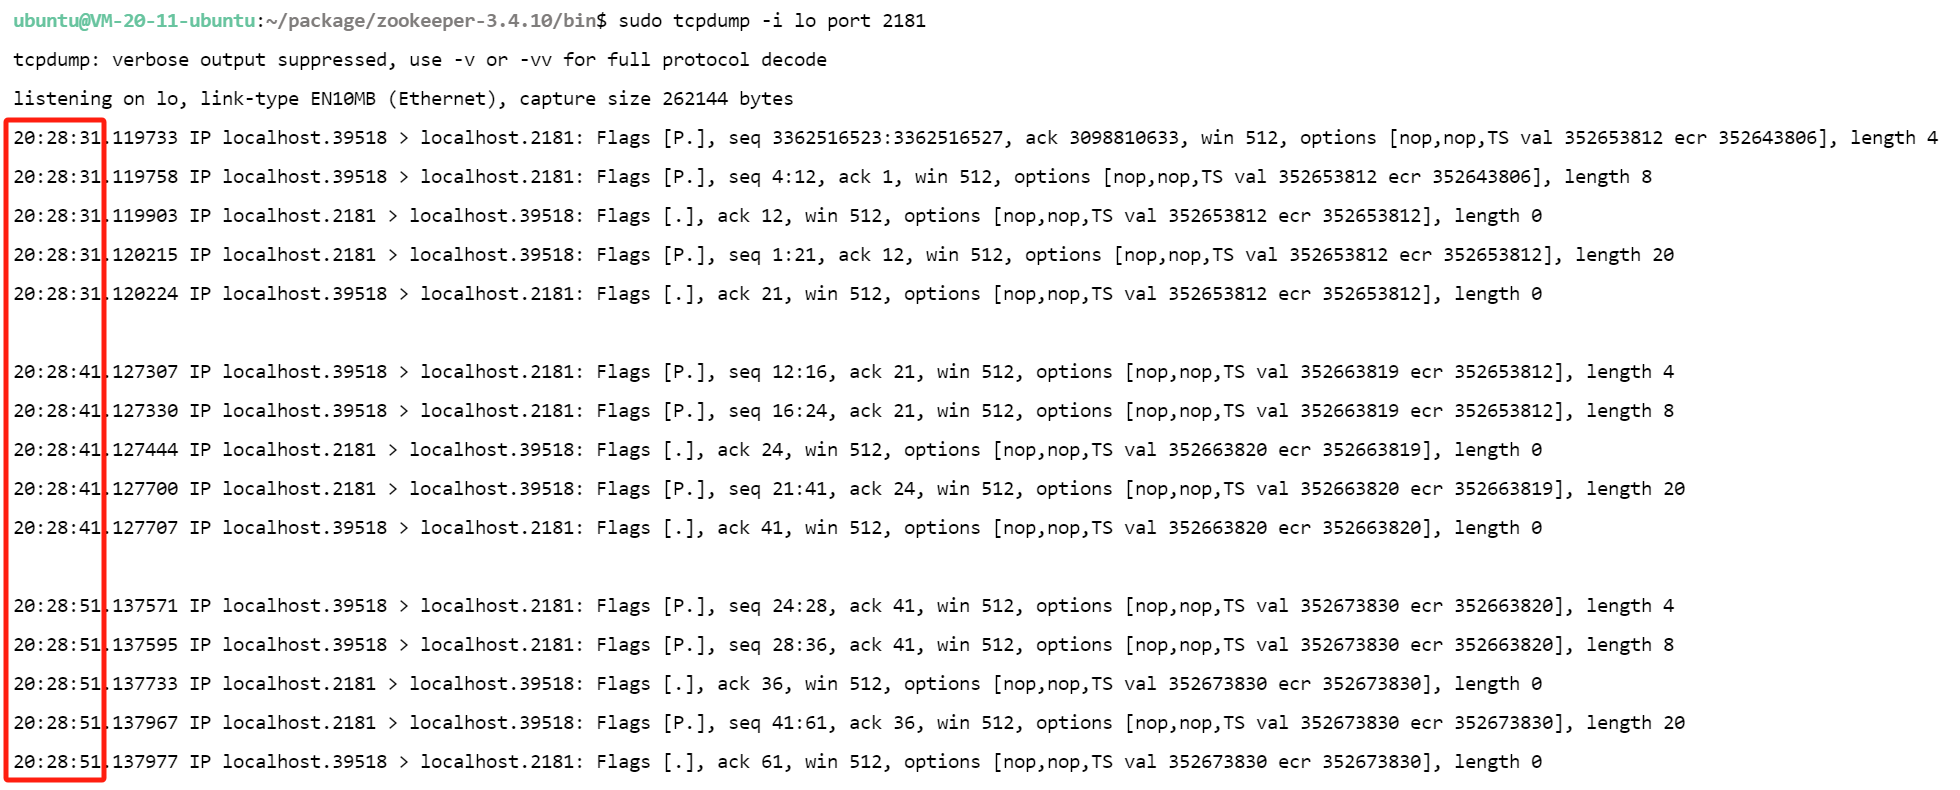 ubuntu@VM-20-11-ubuntu:~/package/zookeeper-3.4.10/bin$ sudo tcpdump -i lo port 2181
tcpdump: verbose output suppressed, use -v or -vv for full protocol decode
listening on lo, link-type EN10MB (Ethernet), capture size 262144 bytes
20:28:31.119733 IP localhost.39518 > localhost.2181: Flags [P.], seq 3362516523:3362516527, ack 3098810633, win 512, options [nop,nop,TS val 352653812 ecr 352643806], length 4
20:28:31.119758 IP localhost.39518 > localhost.2181: Flags [P.], seq 4:12, ack 1, win 512, options [nop,nop,TS val 352653812 ecr 352643806], length 8
20:28:31.119903 IP localhost.2181 > localhost.39518: Flags [.], ack 12, win 512, options [nop,nop,TS val 352653812 ecr 352653812], length 0
20:28:31.120215 IP localhost.2181 > localhost.39518: Flags [P.], seq 1:21, ack 12, win 512, options [nop,nop,TS val 352653812 ecr 352653812], length 20
20:28:31.120224 IP localhost.39518 > localhost.2181: Flags [.], ack 21, win 512, options [nop,nop,TS val 352653812 ecr 352653812], length 0
20:28:41.127307 IP localhost.39518 > localhost.2181: Flags [P.], seq 12:16, ack 21, win 512, options [nop,nop,TS val 352663819 ecr 352653812], length 4
20:28:41.127330 IP localhost.39518 > localhost.2181: Flags [P.], seq 16:24, ack 21, win 512, options [nop,nop,TS val 352663819 ecr 352653812], length 8
20:28:41.127444 IP localhost.2181 > localhost.39518: Flags [.], ack 24, win 512, options [nop,nop,TS val 352663820 ecr 352663819], length 0
20:28:41.127700 IP localhost.2181 > localhost.39518: Flags [P.], seq 21:41, ack 24, win 512, options [nop,nop,TS val 352663820 ecr 352663819], length 20
20:28:41.127707 IP localhost.39518 > localhost.2181: Flags [.], ack 41, win 512, options [nop,nop,TS val 352663820 ecr 352663820], length 0
20:28:51.137571 IP localhost.39518 > localhost.2181: Flags [P.], seq 24:28, ack 41, win 512, options [nop,nop,TS val 352673830 ecr 352663820], length 4
20:28:51.137595 IP localhost.39518 > localhost.2181: Flags [P.], seq 28:36, ack 41, win 512, options [nop,nop,TS val 352673830 ecr 352663820], length 8
20:28:51.137733 IP localhost.2181 > localhost.39518: Flags [.], ack 36, win 512, options [nop,nop,TS val 352673830 ecr 352673830], length 0
20:28:51.137967 IP localhost.2181 > localhost.39518: Flags [P.], seq 41:61, ack 36, win 512, options [nop,nop,TS val 352673830 ecr 352673830], length 20
20:28:51.137977 IP localhost.39518 > localhost.2181: Flags [.], ack 61, win 512, options [nop,nop,TS val 352673830 ecr 352673830], length 0